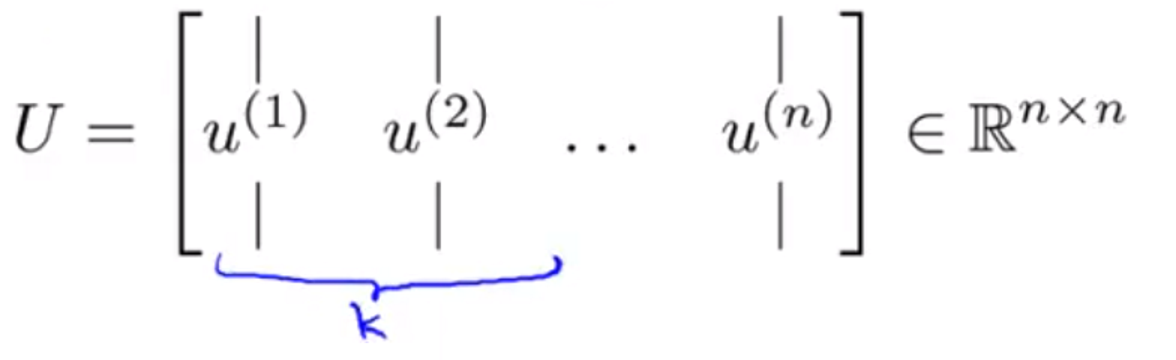 U = [ u^{(1)} u^{(2)} … u^{(n)} ] ∈ ℝ^{n×n}
k